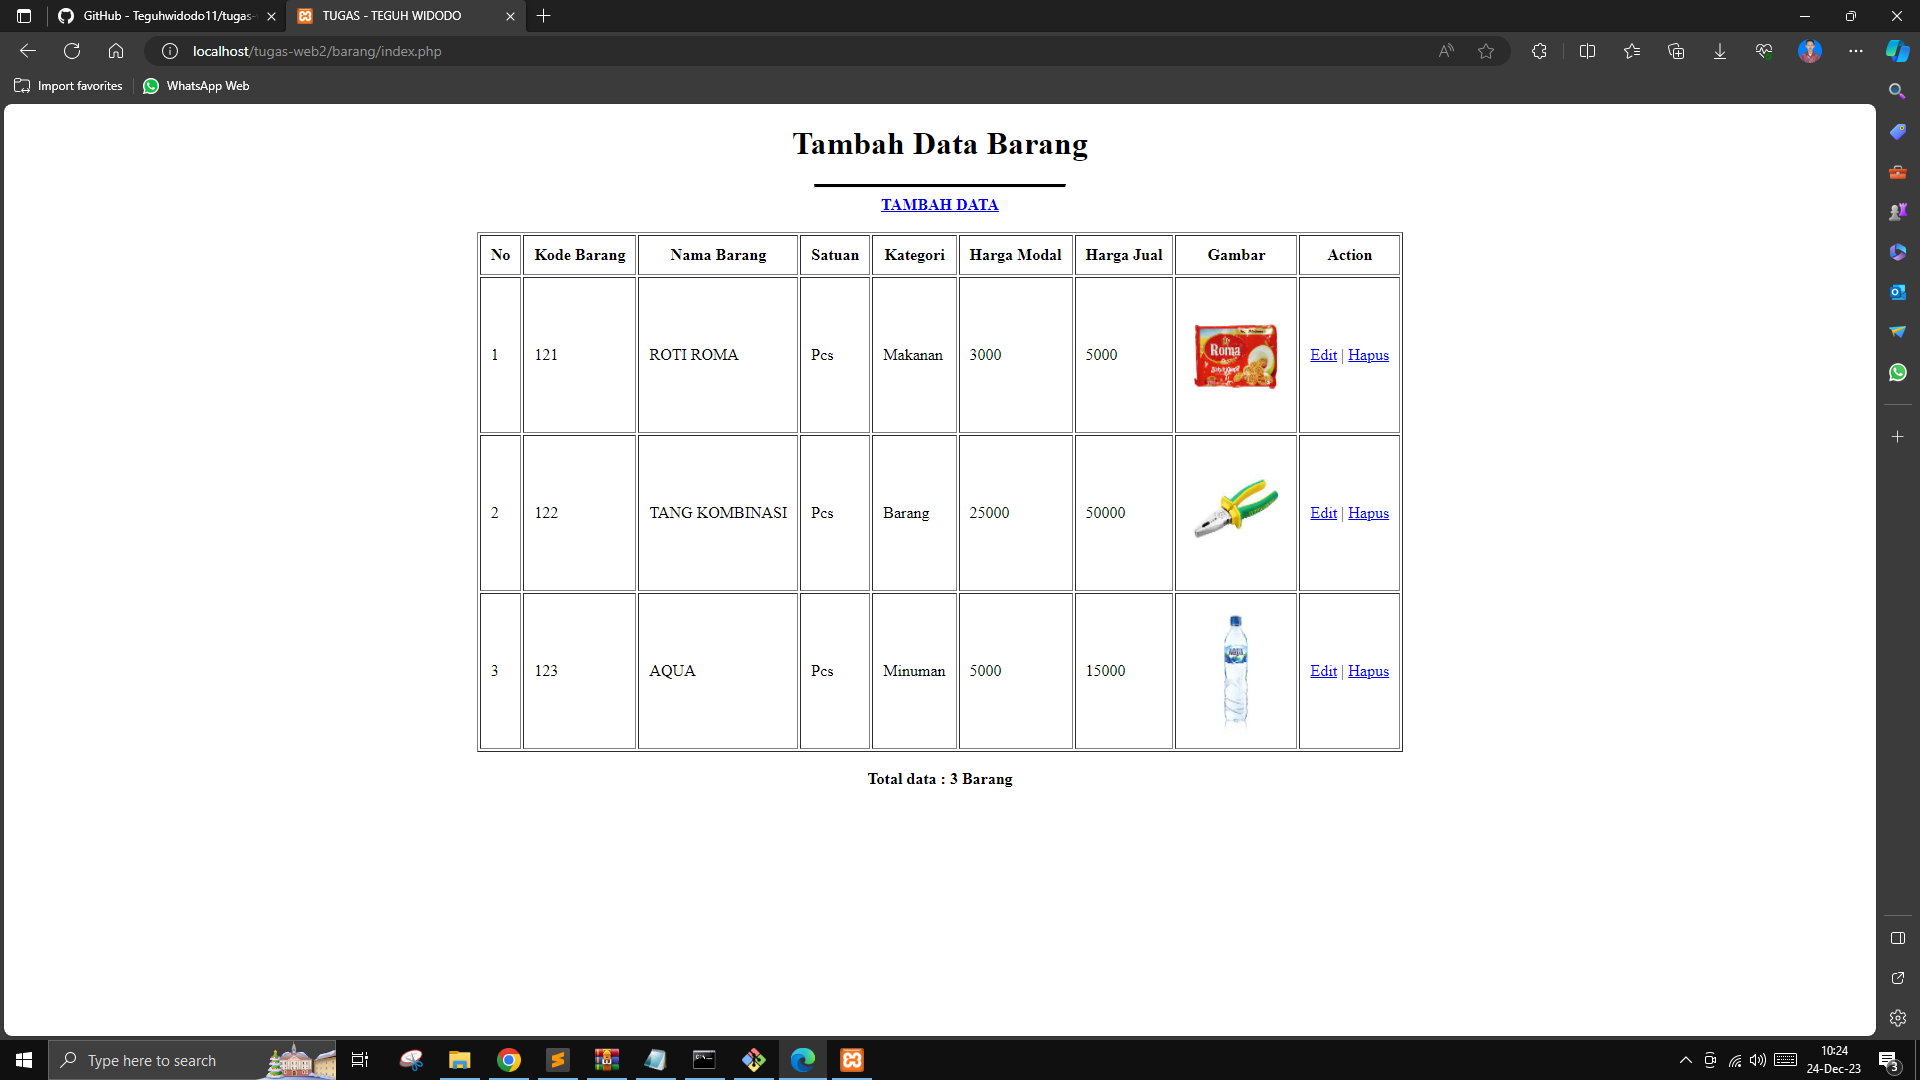 GitHub - Teguhwidodo11/tugas-
TUGAS - TEGUH WIDODO
localhost/tugas-web2/barang/index.php
Import favorites
WhatsApp Web
Tambah Data Barang
TAMBAH DATA
No Kode Barang Nama Barang Satuan Kategori Harga Modal Harga Jual Gambar Action
1 121 ROTI ROMA Pcs Makanan 3000 5000 Roma Edit | Hapus
2 122 TANG KOMBINASI Pcs Barang 25000 50000 Edit | Hapus
3 123 AQUA Pcs Minuman 5000 15000 AQUA Edit | Hapus
Total data : 3 Barang
Type here to search
10:24
24-Dec-23
3